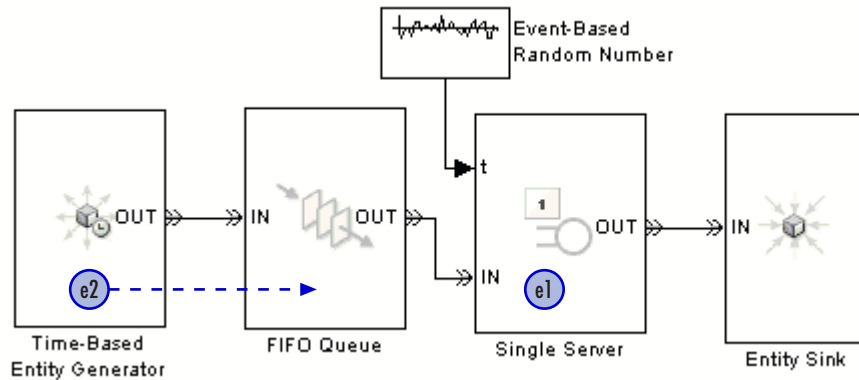 Event-Based
Random Number
OUT
IN
OUT
t
IN
1
OUT
IN
e2
e1
Time-Based
Entity Generator
FIFO Queue
Single Server
Entity Sink